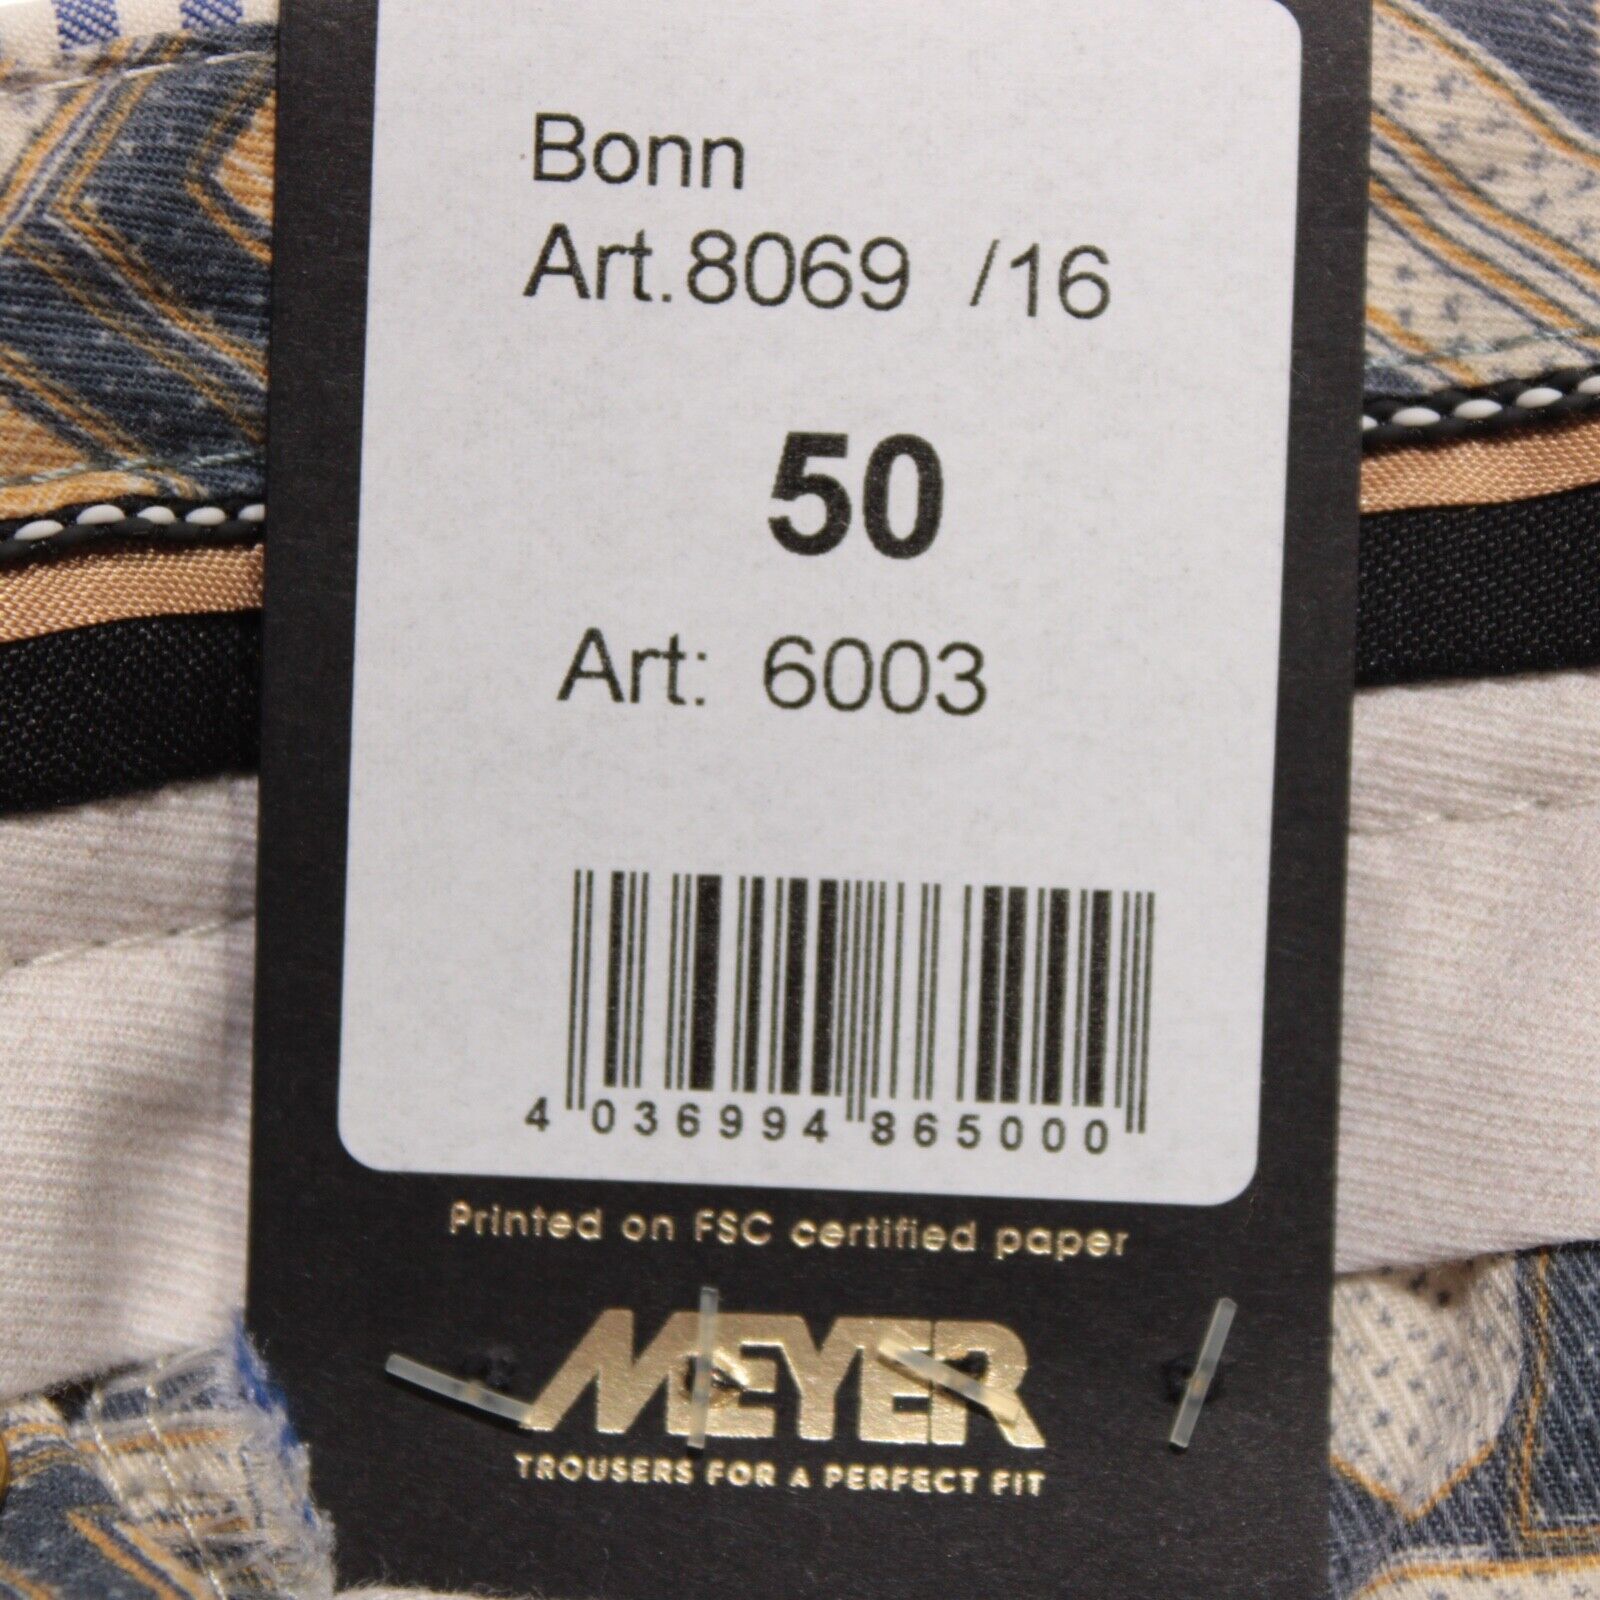 Bonn
Art.8069 /16
50
Art: 6003
4 036994 865000
Printed on FSC certified paper
MEYER
TROUSERS FOR A PERFECT FIT